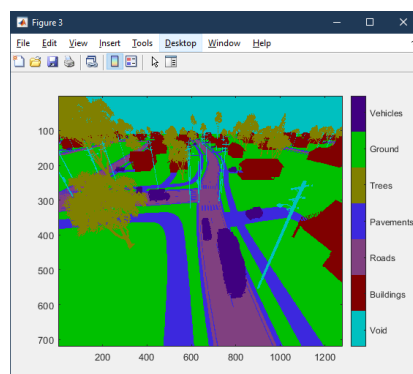 Figure 3
File Edit View Insert Tools Desktop Window Help
100
200
300
400
500
600
700
200 400 600 800 1000 1200
Vehicles
Ground
Trees
Pavements
Roads
Buildings
Void